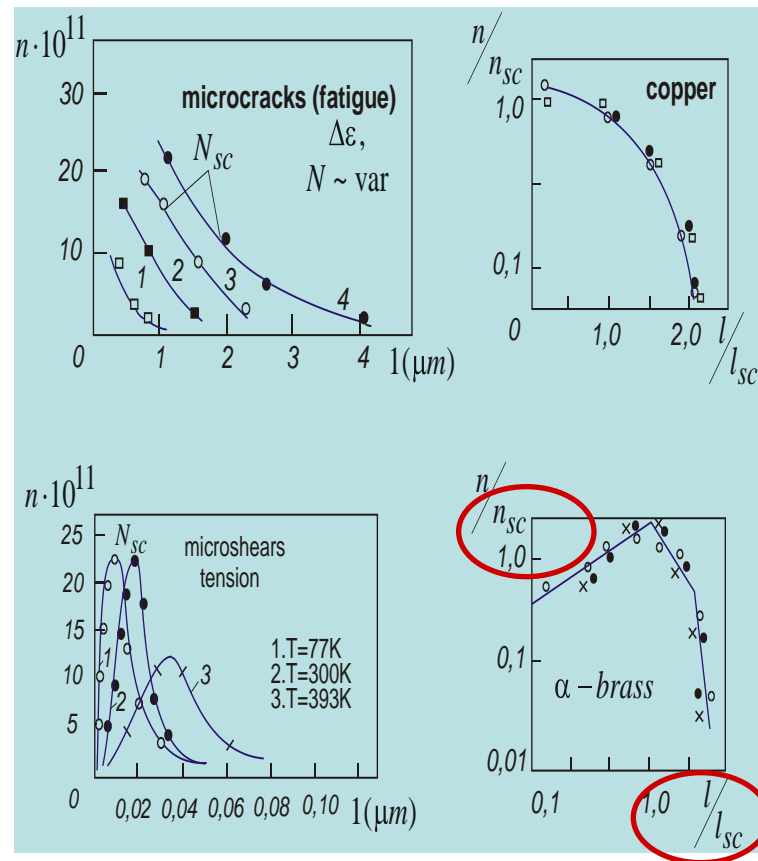 n·10^11
30
20
10
0
1 2 3 4
1(μm)
microcracks (fatigue)
Δε,
N ~ var
N_sc
1 2 3 4
n/n_sc
copper
1,0
0,1
0
1,0 2,0
l/l_sc
n·10^11
25
20
15
10
5
0
0,02 0,04 0,06 0,08 0,10
1(μm)
N_sc
microshears
tension
1
2
3
1.T=77K
2.T=300K
3.T=393K
n/n_sc
1,0
0,1
0,01
α – brass
0,1 1,0
l/l_sc